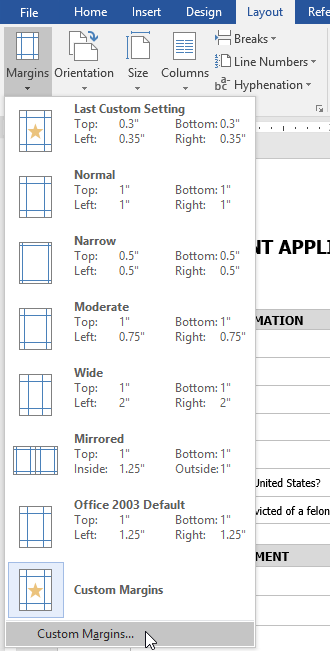 File Home Insert Design Layout Refe
Margins Orientation Size Columns
Breaks
Line Numbers
Hyphenation
Last Custom Setting
Top: 0.3" Bottom: 0.3"
Left: 0.35" Right: 0.35"
Normal
Top: 1" Bottom: 1"
Left: 1" Right: 1"
Narrow
Top: 0.5" Bottom: 0.5"
Left: 0.5" Right: 0.5"
Moderate
Top: 1" Bottom: 1"
Left: 0.75" Right: 0.75"
Wide
Top: 1" Bottom: 1"
Left: 2" Right: 2"
Mirrored
Top: 1" Bottom: 1"
Inside: 1.25" Outside: 1"
Office 2003 Default
Top: 1" Bottom: 1"
Left: 1.25" Right: 1.25"
Custom Margins
Custom Margins...
NT APPLI
MATION
United States?
victed of a felon
MENT